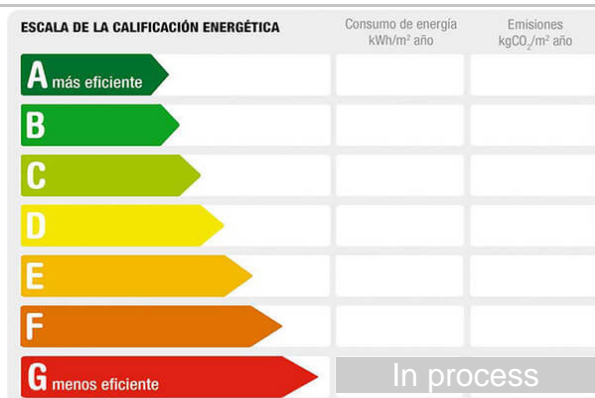 ESCALA DE LA CALIFICACIÓN ENERGÉTICA
Consumo de energía
kWh/m² año
Emisiones
kgCO₂/m² año
A más eficiente
B
C
D
E
F
G menos eficiente
In process